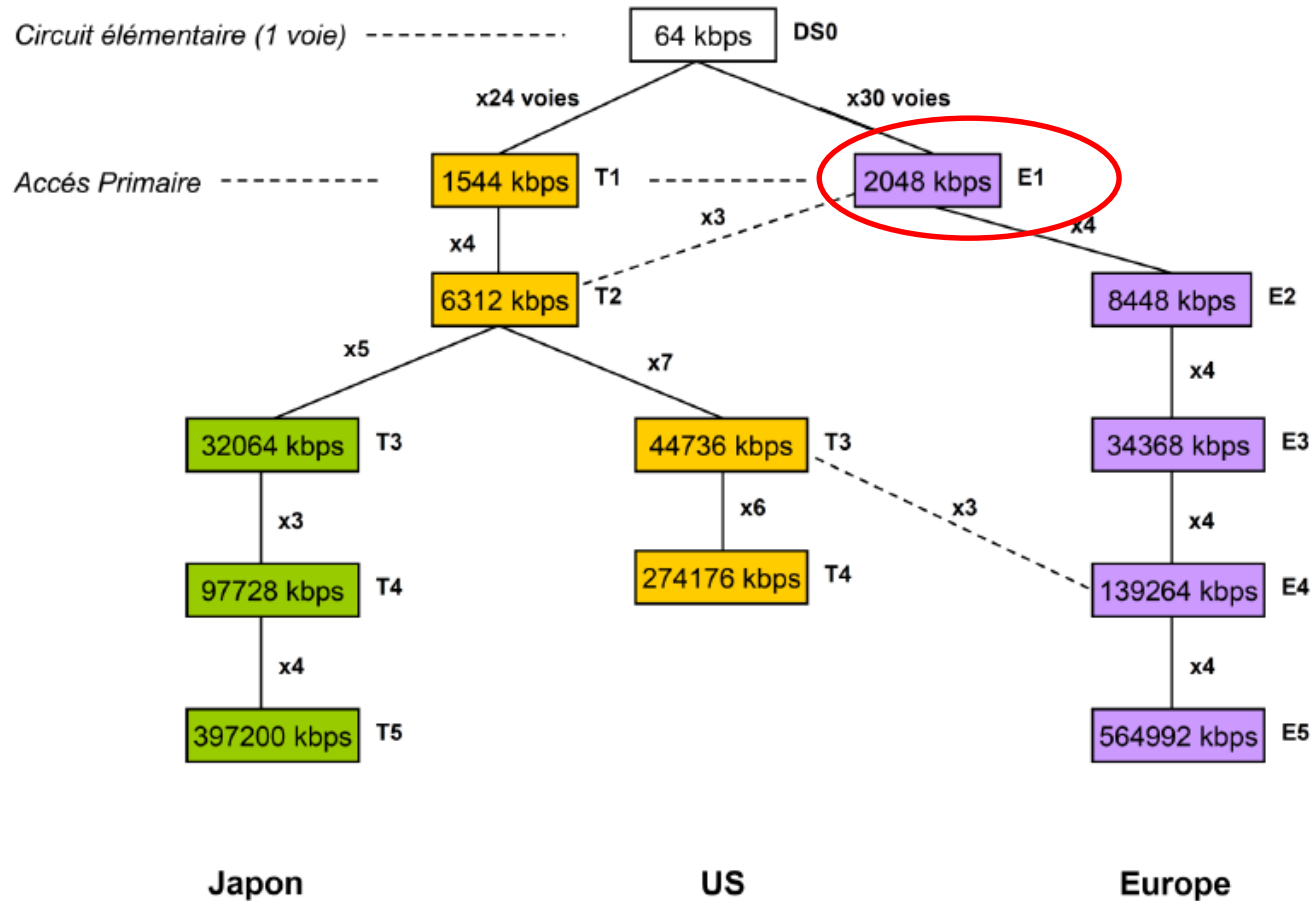 Circuit élémentaire (1 voie)
64 kbps DS0
x24 voies x30 voies
Accés Primaire
1544 kbps T1
2048 kbps E1
x3 x4
x4
6312 kbps T2
8448 kbps E2
x5 x7 x4
32064 kbps T3
44736 kbps T3
34368 kbps E3
x3 x6 x3 x4
97728 kbps T4
274176 kbps T4
139264 kbps E4
x4 x4
397200 kbps T5
564992 kbps E5
Japon US Europe